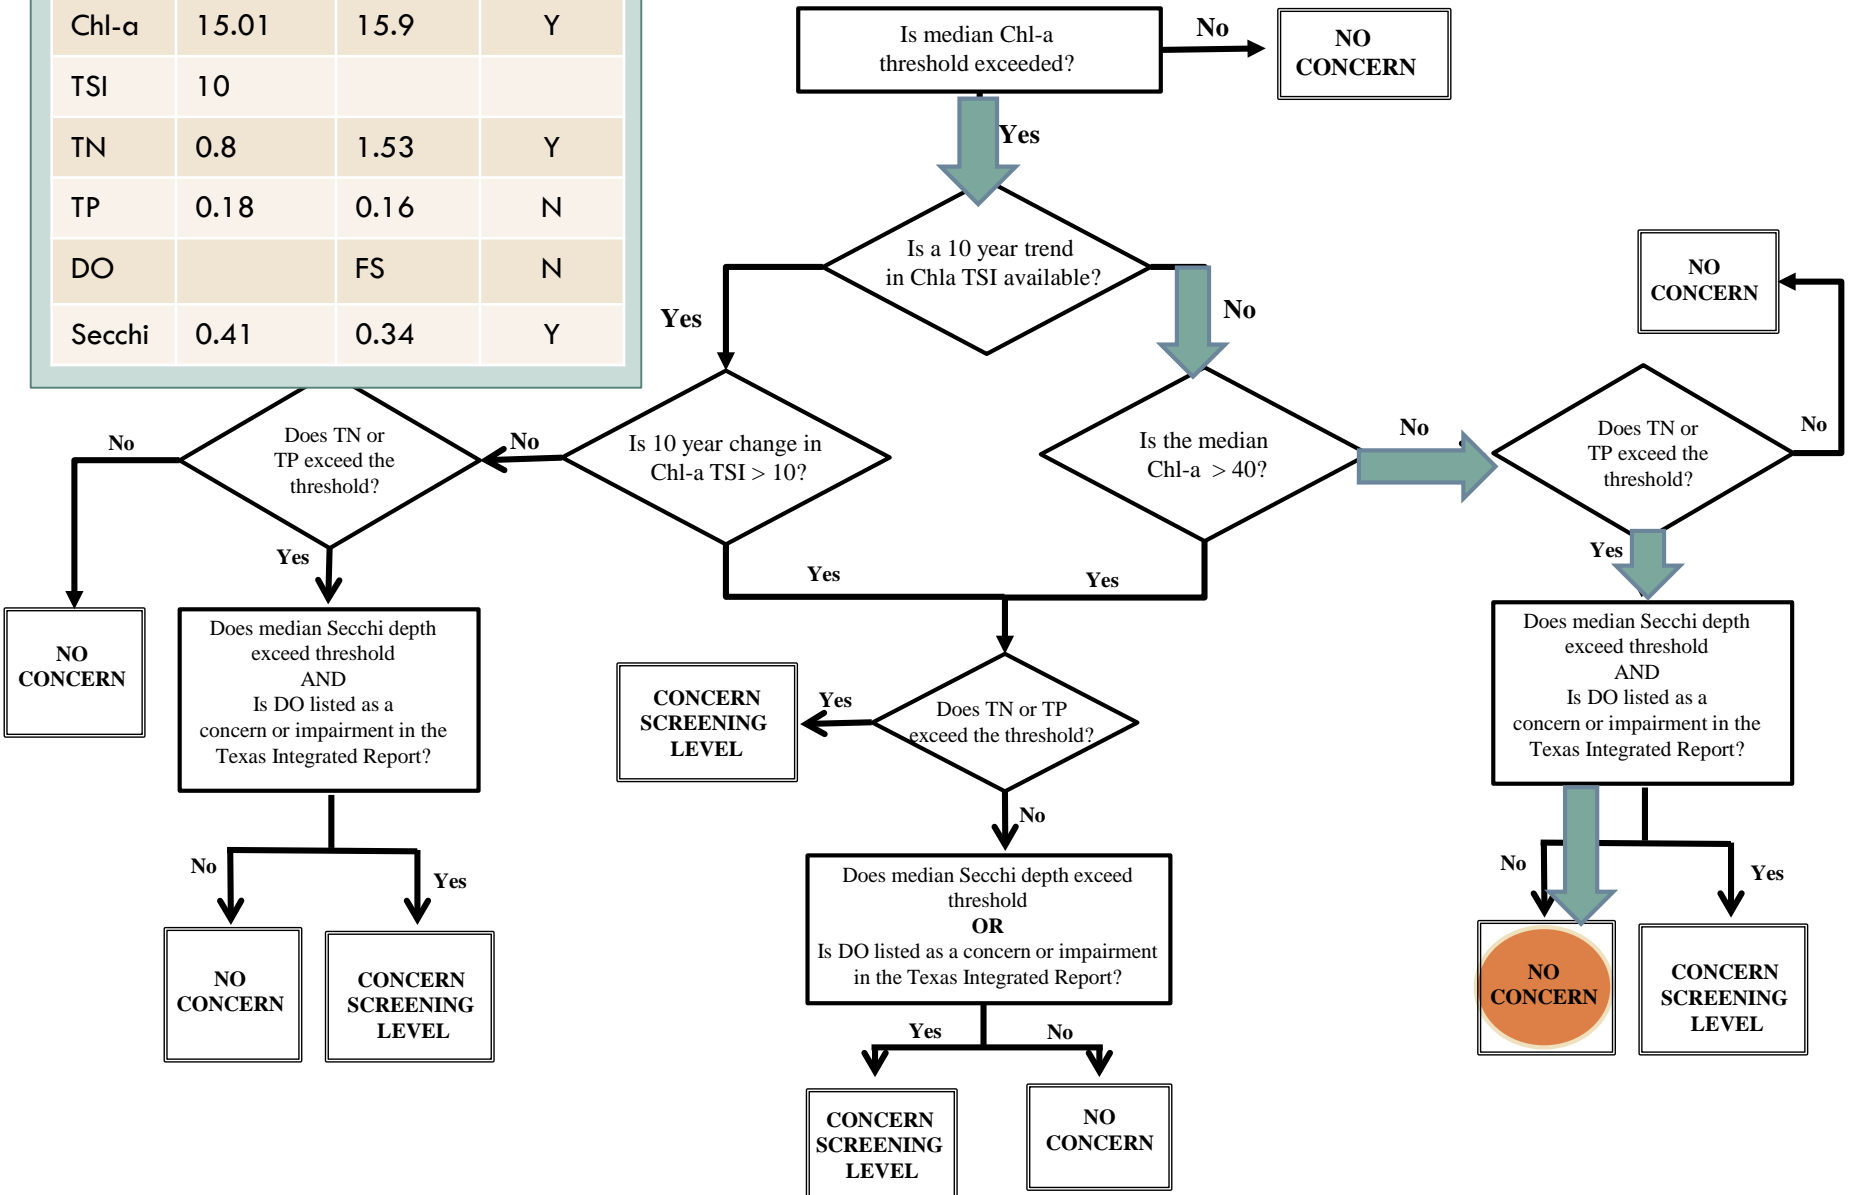 Chl-a 15.01 15.9 Y
TSI 10
TN 0.8 1.53 Y
TP 0.18 0.16 N
DO FS N
Secchi 0.41 0.34 Y
Is median Chl-a
threshold exceeded?
No
NO
CONCERN
Yes
Is a 10 year trend
in Chla TSI available?
Yes
No
NO
CONCERN
No
Does TN or
TP exceed the
threshold?
No
Is 10 year change in
Chl-a TSI > 10?
Is the median
Chl-a > 40?
No
Does TN or
TP exceed the
threshold?
No
Yes
Yes
Yes
Yes
NO
CONCERN
Does median Secchi depth
exceed threshold
AND
Is DO listed as a
concern or impairment in the
Texas Integrated Report?
CONCERN
SCREENING
LEVEL
Yes
Does TN or TP
exceed the threshold?
Does median Secchi depth
exceed threshold
AND
Is DO listed as a
concern or impairment in the
Texas Integrated Report?
No
No
Yes
Does median Secchi depth exceed
threshold
OR
Is DO listed as a concern or impairment
in the Texas Integrated Report?
No
Yes
NO
CONCERN
CONCERN
SCREENING
LEVEL
Yes
No
NO
CONCERN
CONCERN
SCREENING
LEVEL
CONCERN
SCREENING
LEVEL
NO
CONCERN